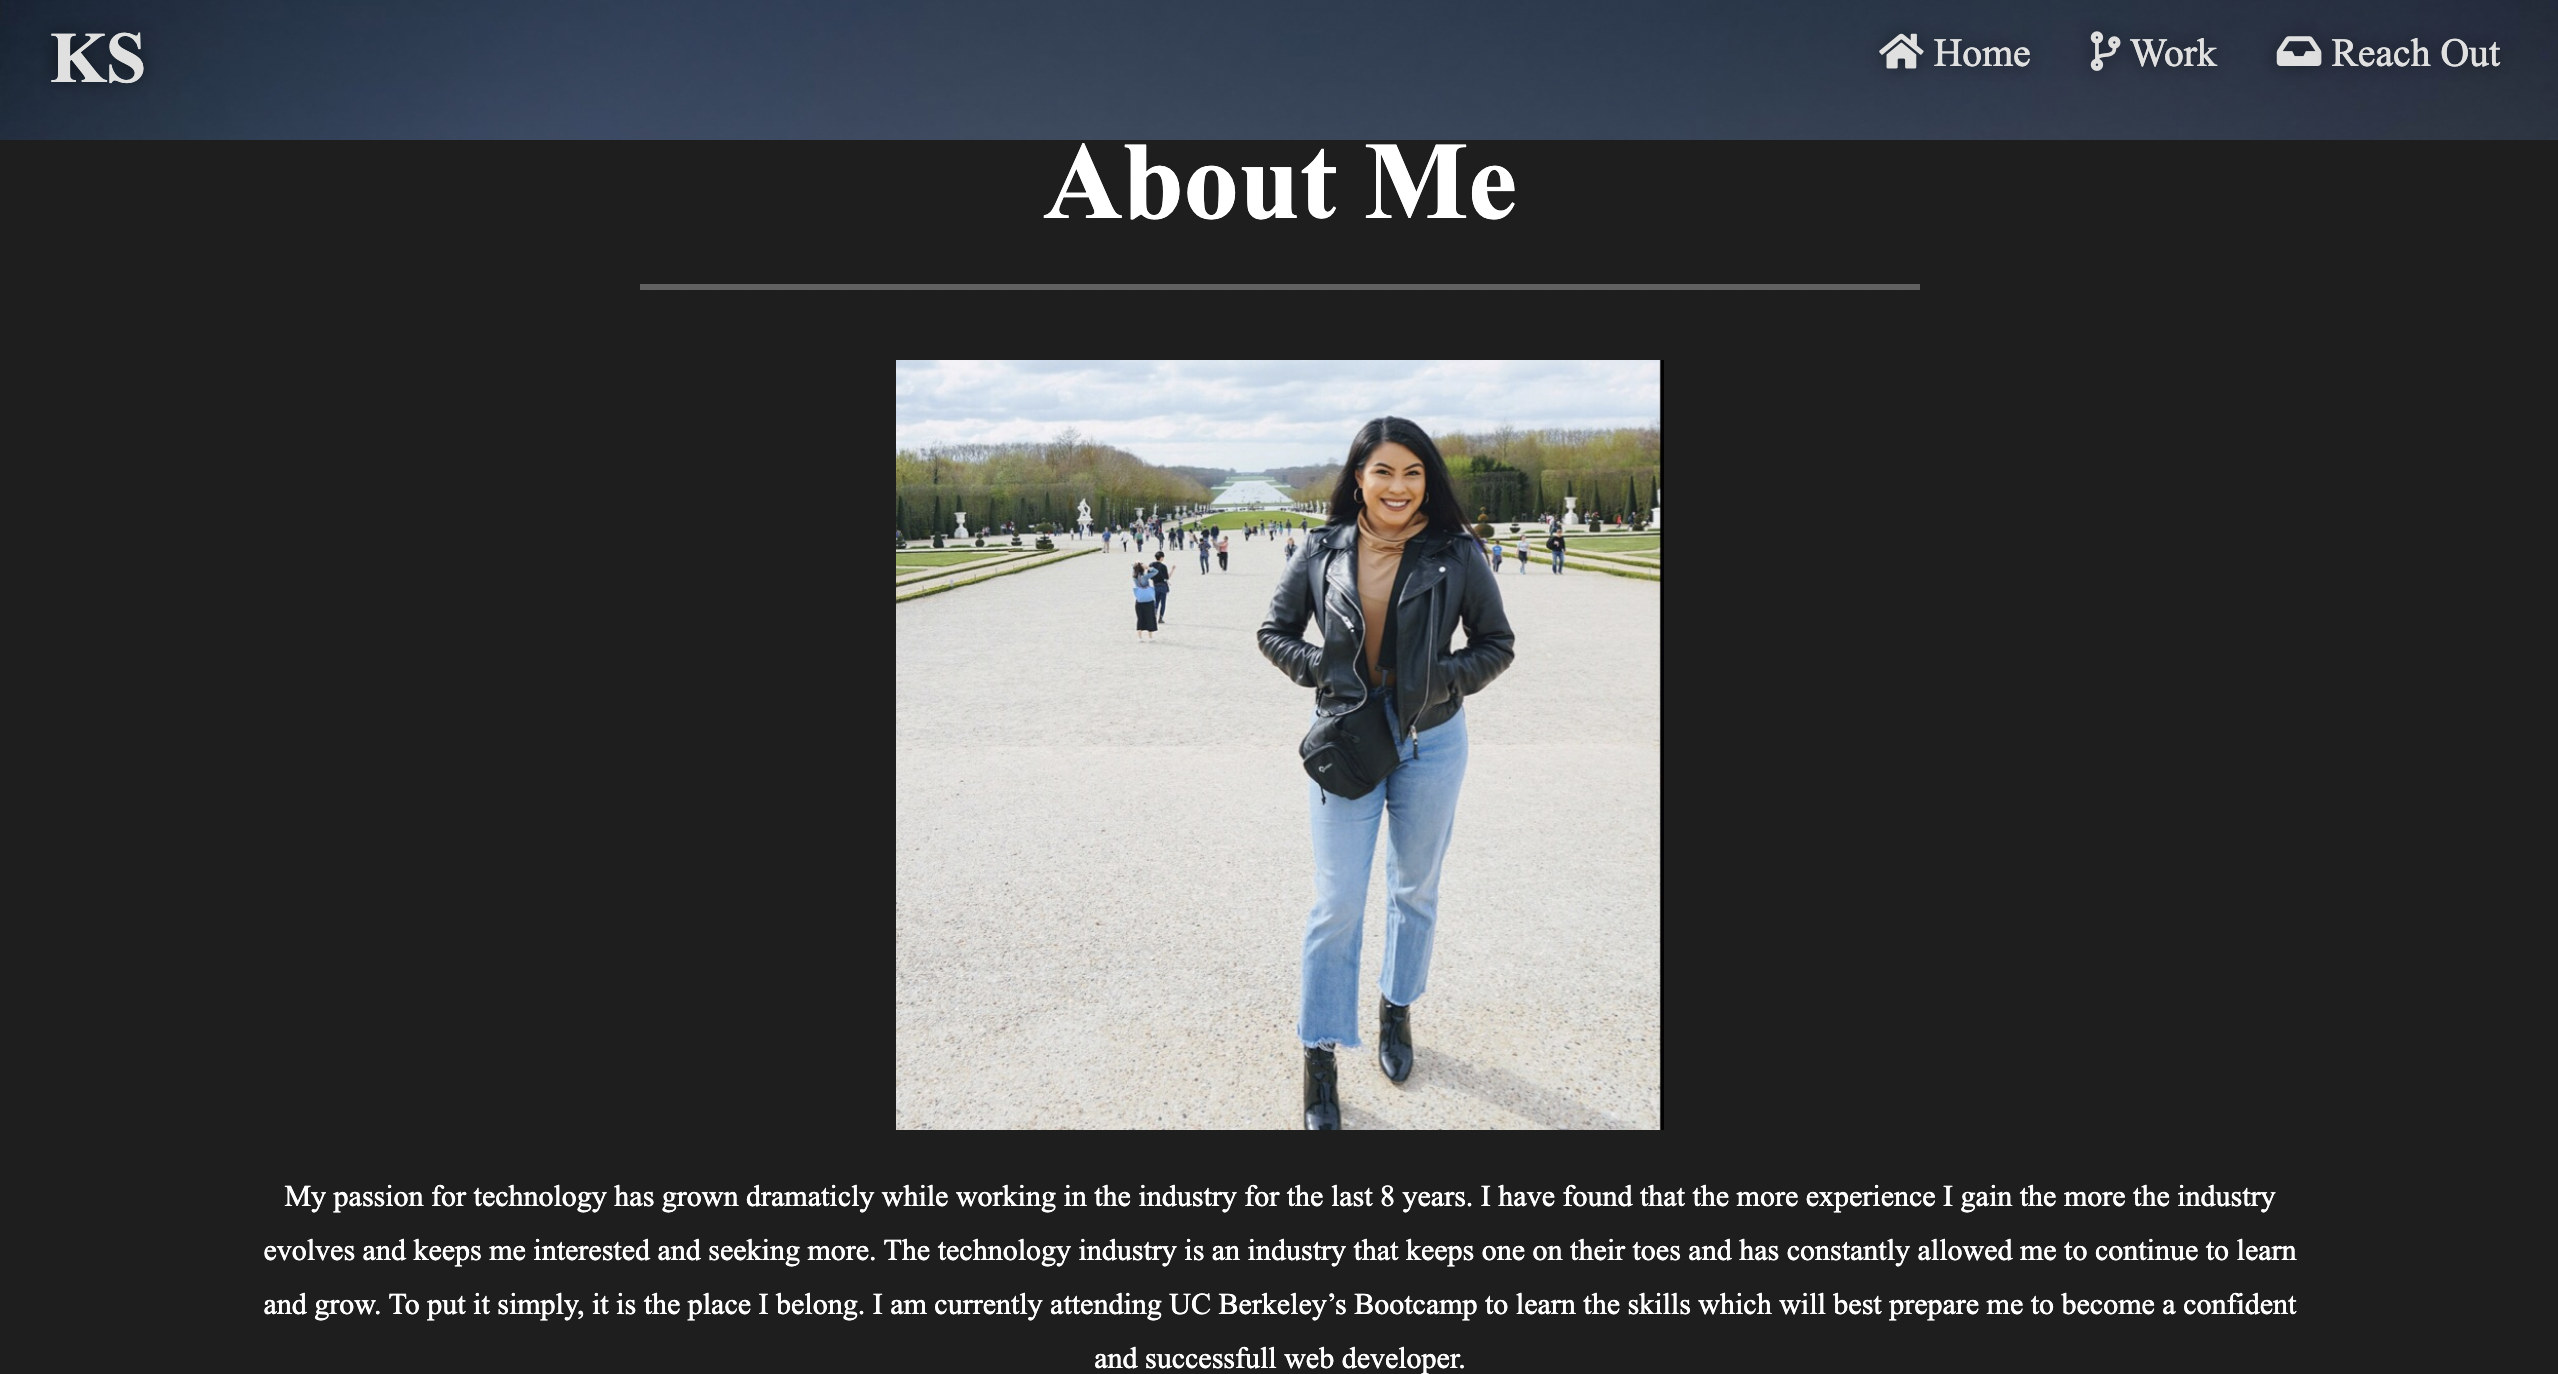 KS
Home
Work
Reach Out
About Me
My passion for technology has grown dramaticly while working in the industry for the last 8 years. I have found that the more experience I gain the more the industry
evolves and keeps me interested and seeking more. The technology industry is an industry that keeps one on their toes and has constantly allowed me to continue to learn
and grow. To put it simply, it is the place I belong. I am currently attending UC Berkeley’s Bootcamp to learn the skills which will best prepare me to become a confident
and successfull web developer.